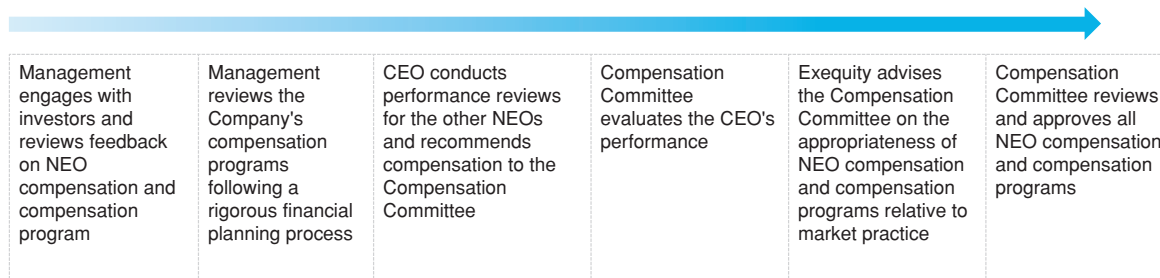 Management
engages with
investors and
reviews feedback
on NEO
compensation and
compensation
program
Management
reviews the
Company's
compensation
programs
following a
rigorous financial
planning process
CEO conducts
performance reviews
for the other NEOs
and recommends
compensation to the
Compensation
Committee
Compensation
Committee
evaluates the CEO's
performance
Exequity advises
the Compensation
Committee on the
appropriateness of
NEO compensation
and compensation
programs relative to
market practice
Compensation
Committee reviews
and approves all
NEO compensation
and compensation
programs